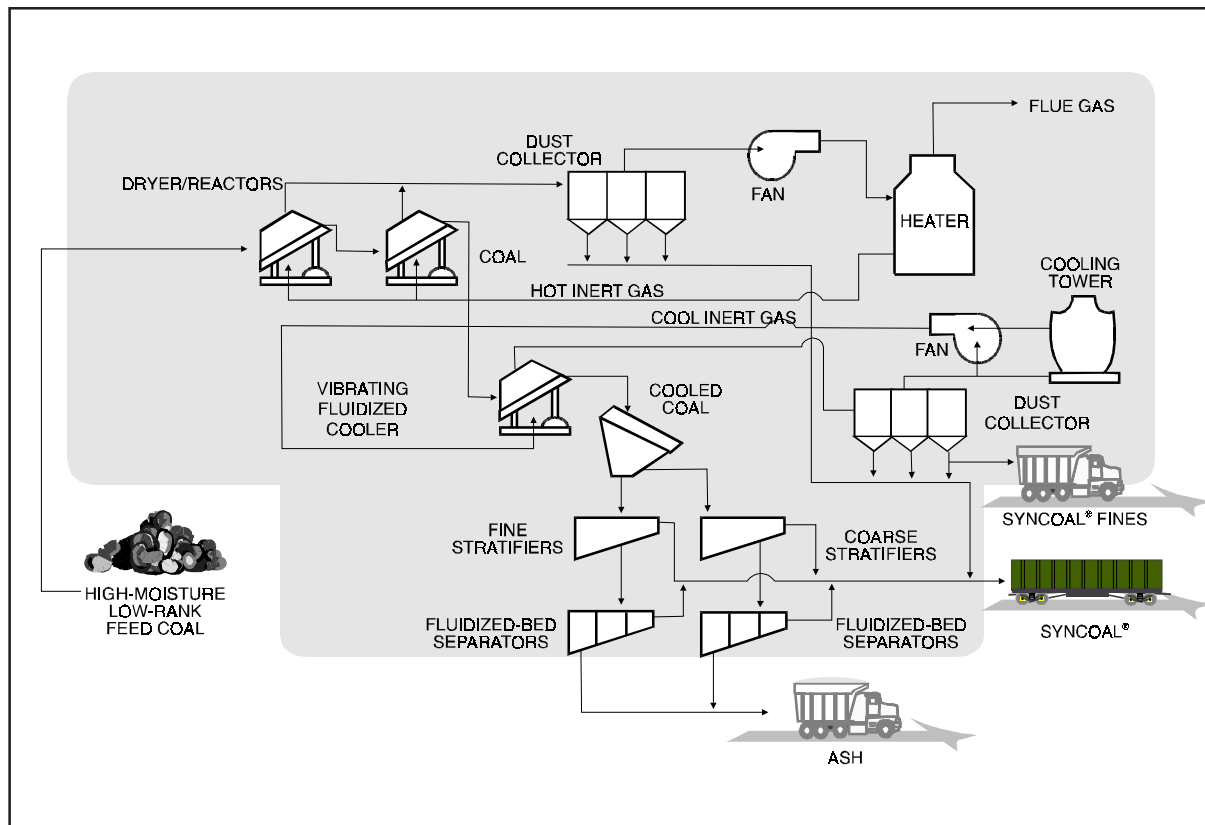 FLUE GAS
DUST
COLLECTOR
DRYER/REACTORS
FAN
HEATER
COAL
COOLING
TOWER
HOT INERT GAS
COOL INERT GAS
FAN
VIBRATING
FLUIDIZED
COOLER
COOLED
COAL
DUST
COLLECTOR
SYNCOAL® FINES
FINE
STRATIFIERS
COARSE
STRATIFIERS
HIGH-MOISTURE
LOW-RANK
FEED COAL
FLUIDIZED-BED
SEPARATORS
FLUIDIZED-BED
SEPARATORS
SYNCOAL®
ASH